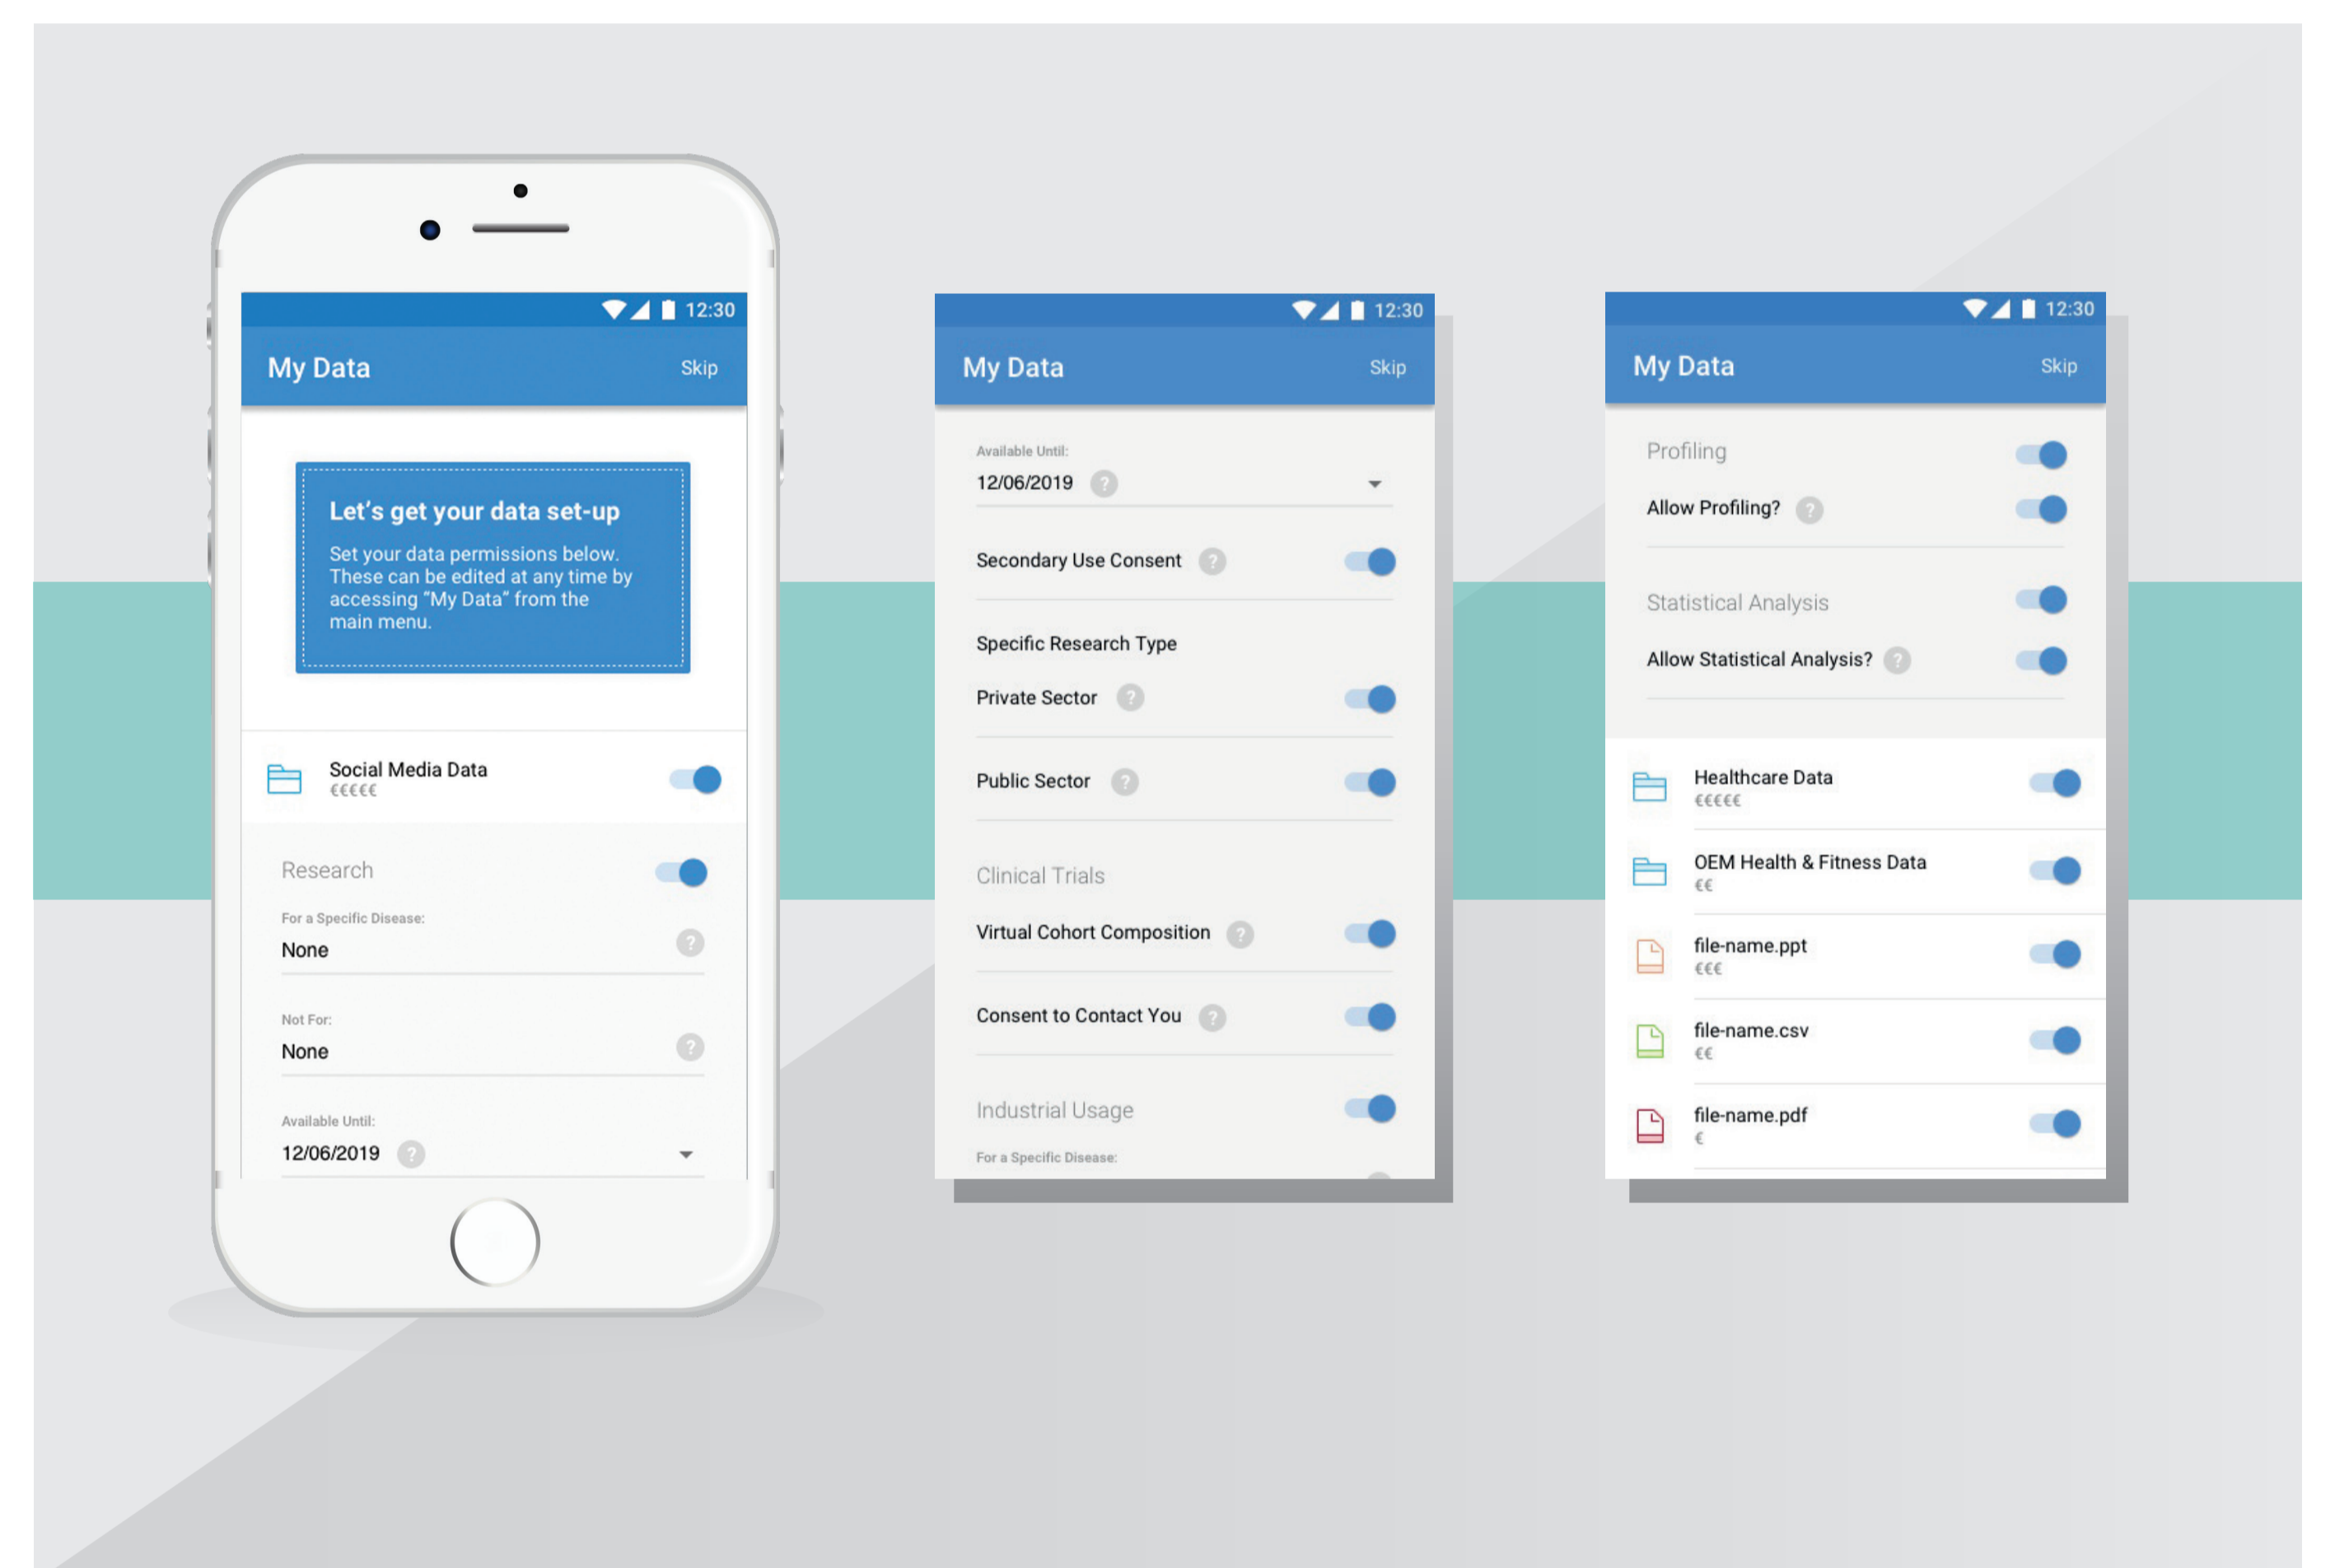 12:30
My Data
Skip
Let's get your data set-up
Set your data permissions below.
These can be edited at any time by
accessing “My Data” from the
main menu.
Social Media Data
€€€€€
Research
For a Specific Disease:
None
?
Not For:
None
?
Available Until:
12/06/2019 ?
12:30
My Data
Skip
Available Until:
12/06/2019 ?
Secondary Use Consent ?
Specific Research Type
Private Sector ?
Public Sector ?
Clinical Trials
Virtual Cohort Composition ?
Consent to Contact You ?
Industrial Usage
For a Specific Disease:
12:30
My Data
Skip
Profiling
Allow Profiling? ?
Statistical Analysis
Allow Statistical Analysis? ?
Healthcare Data
€€€€€
OEM Health & Fitness Data
€€
file-name.ppt
€€€
file-name.csv
€€
file-name.pdf
€